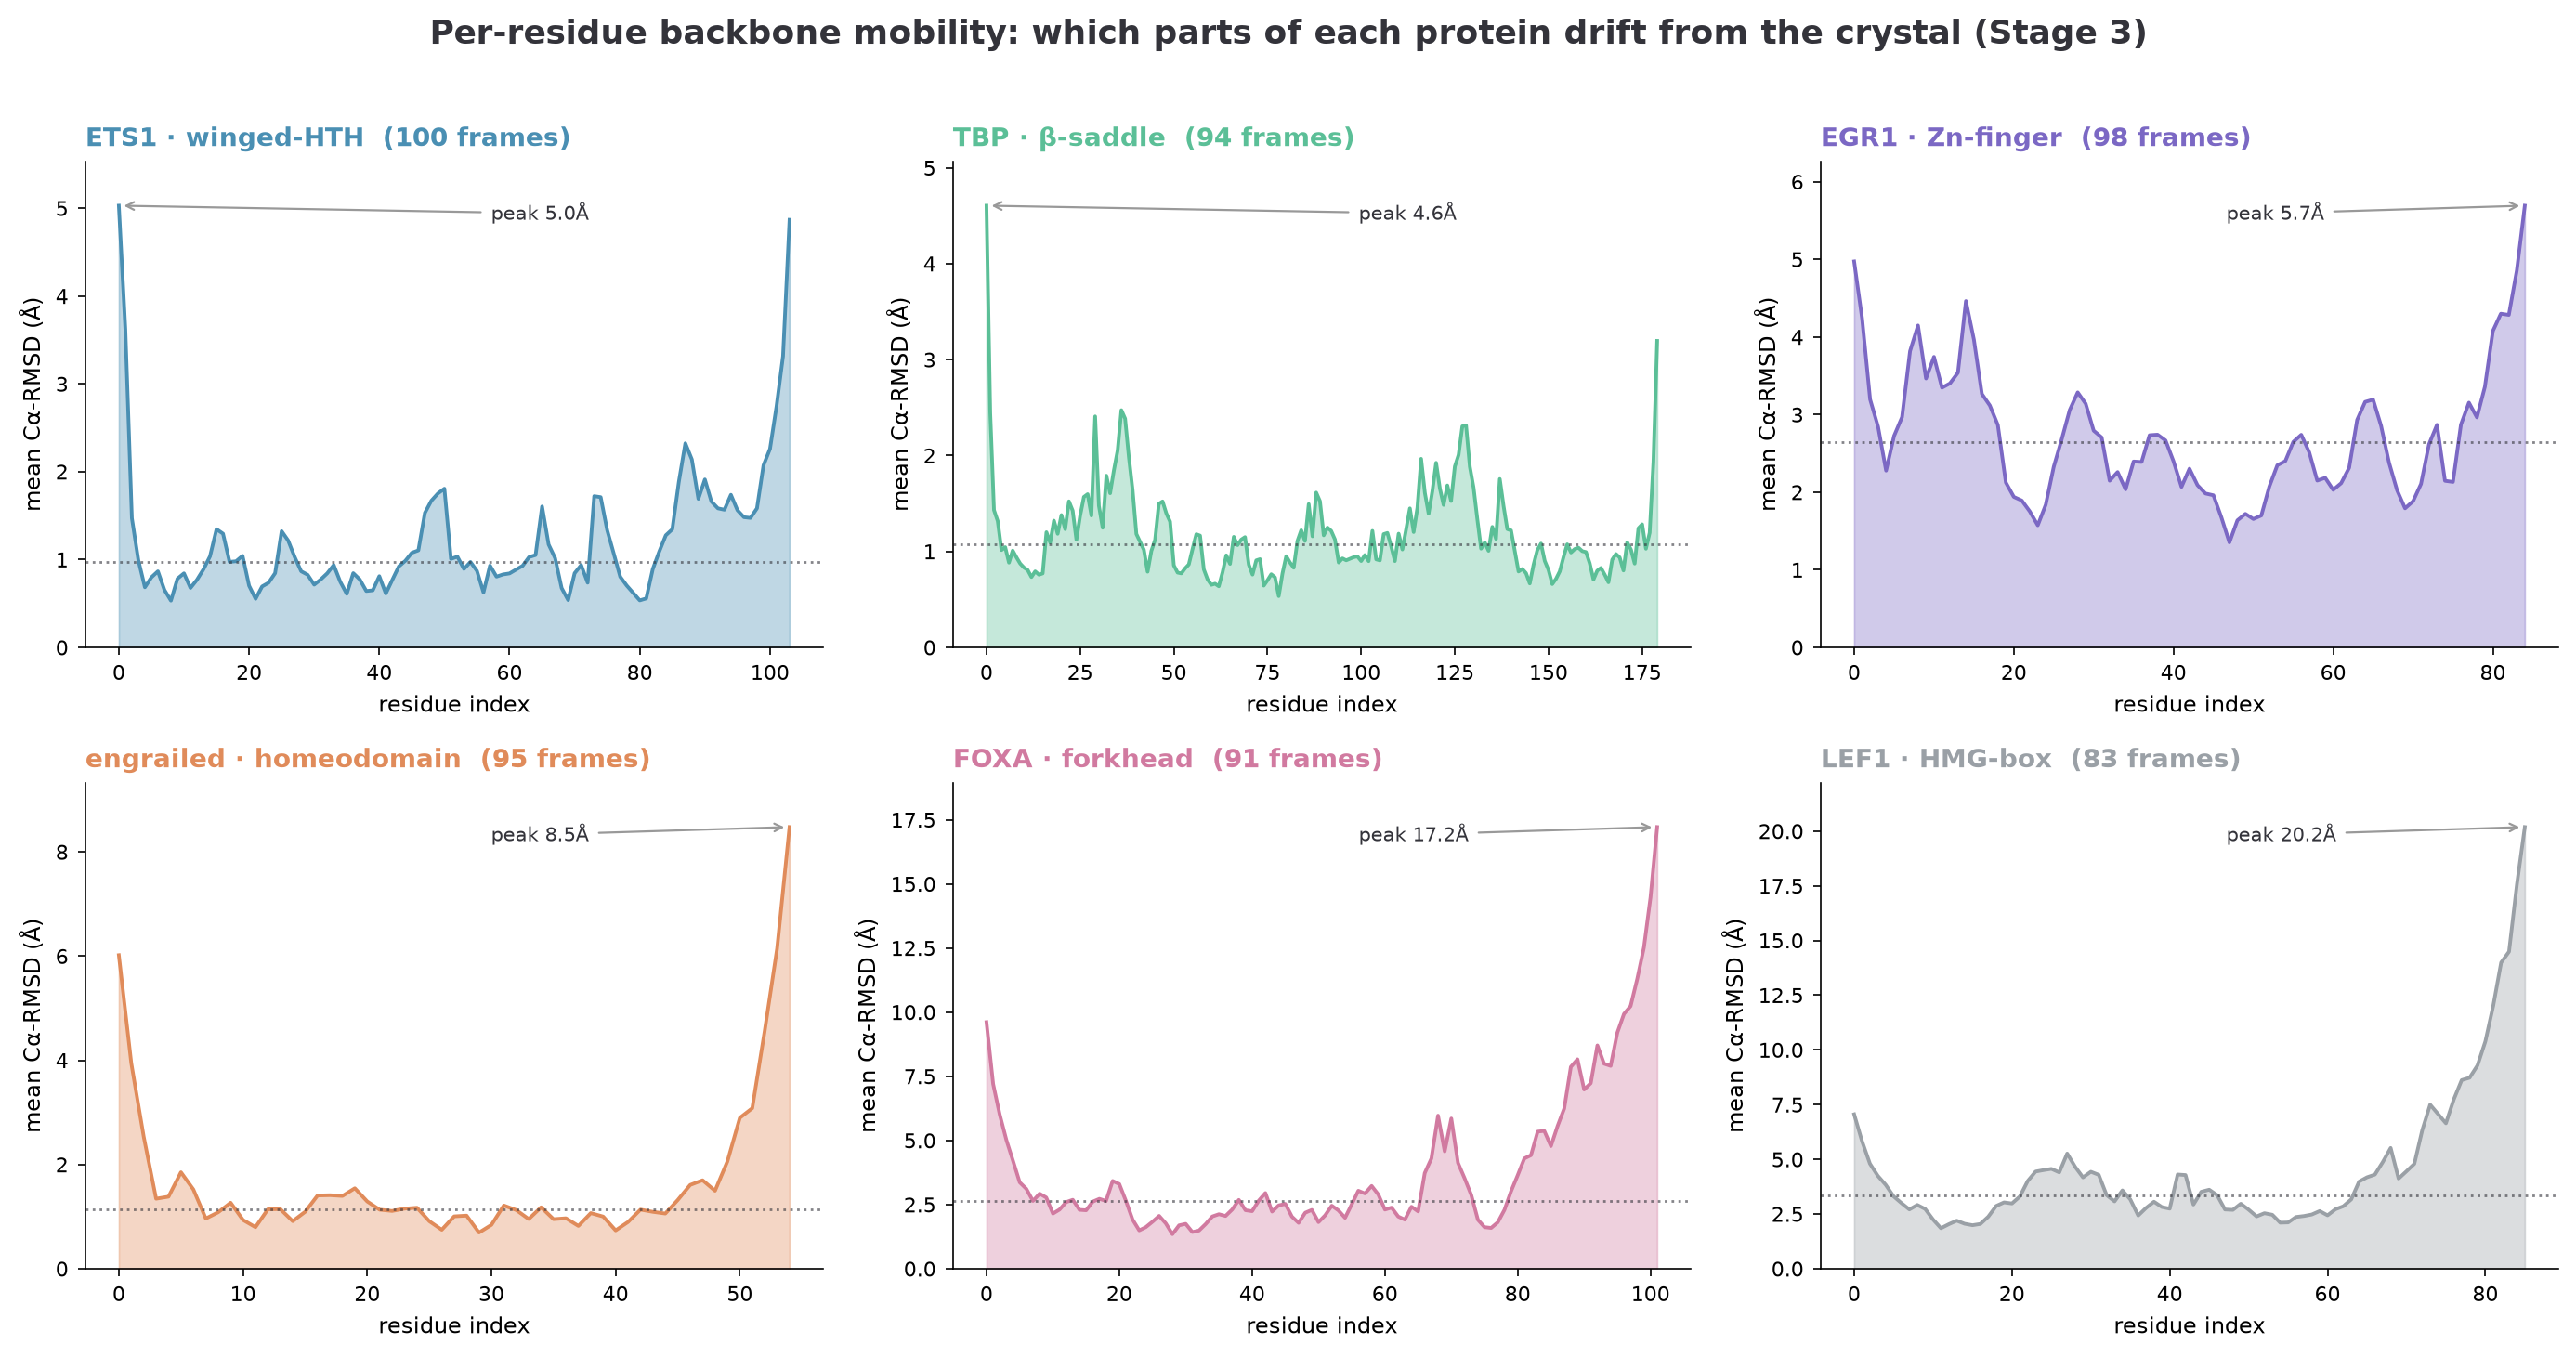 Per-residue backbone mobility: which parts of each protein drift from the crystal (Stage 3)
ETS1 · winged-HTH (100 frames)
mean Cα-RMSD (Å)
5
4
3
2
1
0
peak 5.0Å
0 20 40 60 80 100
residue index
TBP · β-saddle (94 frames)
mean Cα-RMSD (Å)
5
4
3
2
1
0
peak 4.6Å
0 25 50 75 100 125 150 175
residue index
EGR1 · Zn-finger (98 frames)
mean Cα-RMSD (Å)
6
5
4
3
2
1
0
peak 5.7Å
0 20 40 60 80
residue index
engrailed · homeodomain (95 frames)
mean Cα-RMSD (Å)
8
6
4
2
0
peak 8.5Å
0 10 20 30 40 50
residue index
FOXA · forkhead (91 frames)
mean Cα-RMSD (Å)
17.5
15.0
12.5
10.0
7.5
5.0
2.5
0.0
peak 17.2Å
0 20 40 60 80 100
residue index
LEF1 · HMG-box (83 frames)
mean Cα-RMSD (Å)
20.0
17.5
15.0
12.5
10.0
7.5
5.0
2.5
0.0
peak 20.2Å
0 20 40 60 80
residue index